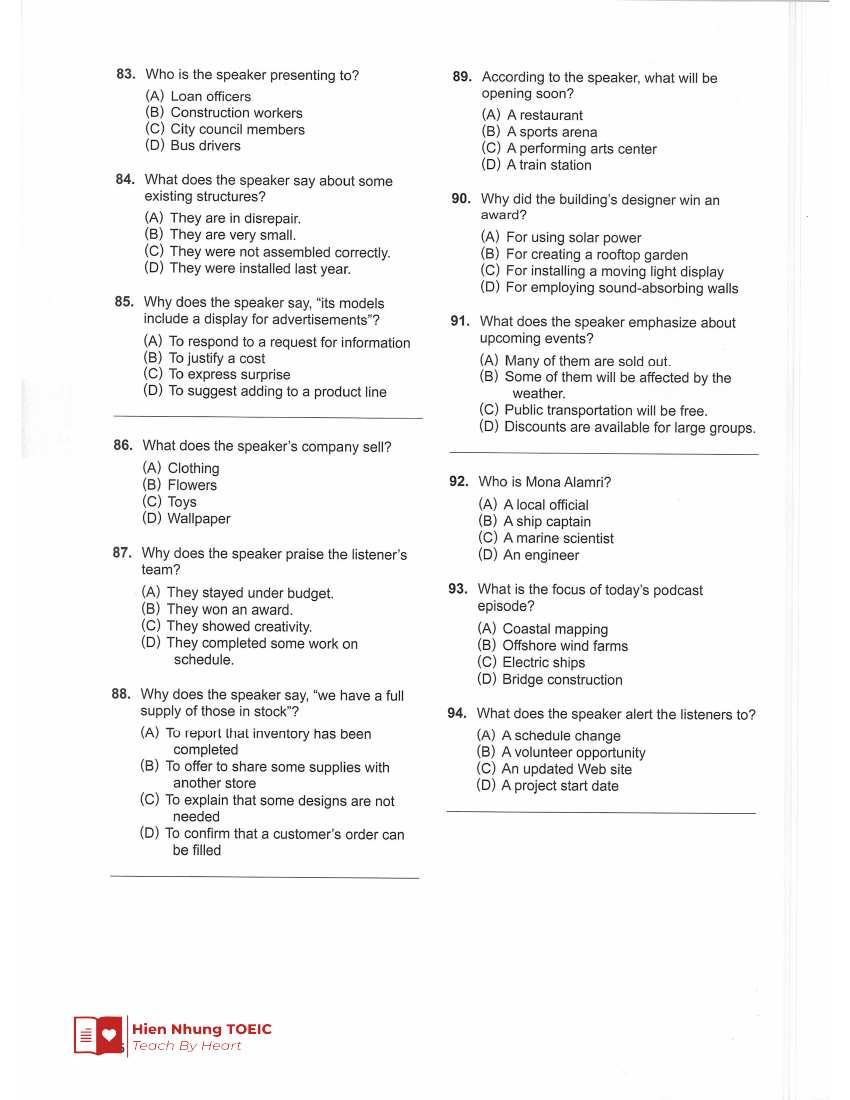 83. Who is the speaker presenting to?
(A) Loan officers
(B) Construction workers
(C) City council members
(D) Bus drivers
84. What does the speaker say about some
existing structures?
(A) They are in disrepair.
(B) They are very small.
(C) They were not assembled correctly.
(D) They were installed last year.
85. Why does the speaker say, “its models
include a display for advertisements”?
(A) To respond to a request for information
(B) To justify a cost
(C) To express surprise
(D) To suggest adding to a product line
86. What does the speaker’s company sell?
(A) Clothing
(B) Flowers
(C) Toys
(D) Wallpaper
87. Why does the speaker praise the listener’s
team?
(A) They stayed under budget.
(B) They won an award.
(C) They showed creativity.
(D) They completed some work on
schedule.
88. Why does the speaker say, “we have a full
supply of those in stock”?
(A) To report that inventory has been
completed
(B) To offer to share some supplies with
another store
(C) To explain that some designs are not
needed
(D) To confirm that a customer’s order can
be filled
89. According to the speaker, what will be
opening soon?
(A) A restaurant
(B) A sports arena
(C) A performing arts center
(D) A train station
90. Why did the building’s designer win an
award?
(A) For using solar power
(B) For creating a rooftop garden
(C) For installing a moving light display
(D) For employing sound-absorbing walls
91. What does the speaker emphasize about
upcoming events?
(A) Many of them are sold out.
(B) Some of them will be affected by the
weather.
(C) Public transportation will be free.
(D) Discounts are available for large groups.
92. Who is Mona Alamri?
(A) A local official
(B) A ship captain
(C) A marine scientist
(D) An engineer
93. What is the focus of today’s podcast
episode?
(A) Coastal mapping
(B) Offshore wind farms
(C) Electric ships
(D) Bridge construction
94. What does the speaker alert the listeners to?
(A) A schedule change
(B) A volunteer opportunity
(C) An updated Web site
(D) A project start date
Hien Nhung TOEIC
Teach By Heart